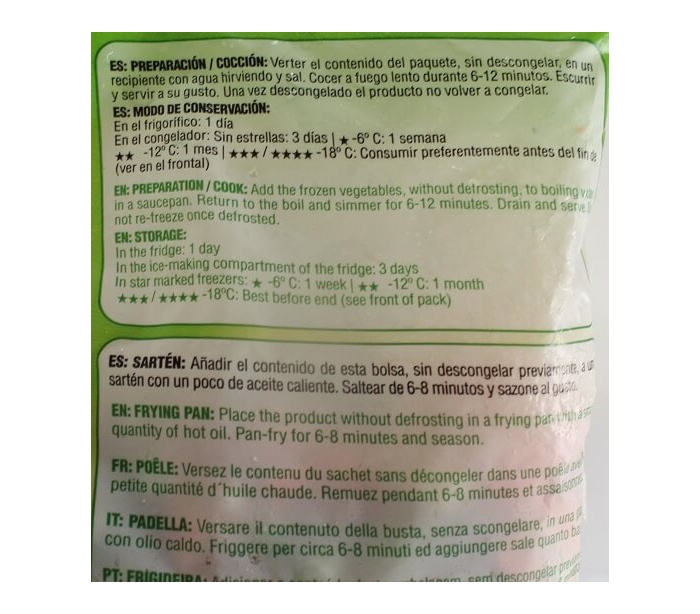 ES: PREPARACIÓN / COCCIÓN: Verter el contenido del paquete, sin descongelar, en un
recipiente con agua hirviendo y sal. Cocer a fuego lento durante 6-12 minutos. Escurrir
y servir a su gusto. Una vez descongelado el producto no volver a congelar.
ES: MODO DE CONSERVACIÓN:
En el frigorífico: 1 día
En el congelador: Sin estrellas: 3 días | ★ -6º C: 1 semana
★★ -12º C: 1 mes | ★★★ / ★★★★ -18º C: Consumir preferentemente antes del fin de
(ver en el frontal)
EN: PREPARATION / COOK: Add the frozen vegetables, without defrosting, to boiling
in a saucepan. Return to the boil and simmer for 6-12 minutes. Drain and serve.
not re-freeze once defrosted.
EN: STORAGE:
In the fridge: 1 day
In the ice-making compartment of the fridge: 3 days
In star marked freezers: ★ -6º C: 1 week | ★★ -12º C: 1 month
★★★/ ★★★★ -18ºC: Best before end (see front of pack)
ES: SARTÉN: Añadir el contenido de esta bolsa, sin descongelar previamente, a
sartén con un poco de aceite caliente. Saltear de 6-8 minutos y sazone al gusto.
EN: FRYING PAN: Place the product without defrosting in a frying pan with a
quantity of hot oil. Pan-fry for 6-8 minutes and season.
FR: POÊLE: Versez le contenu du sachet sans décongeler dans une poêle
petite quantité d´huile chaude. Remuez pendant 6-8 minutes et
IT: PADELLA: Versare il contenuto della busta, senza scongelare, in una
con olio caldo. Friggere per circa 6-8 minuti ed aggiungere sale quanto
PT: FRIGIDEIRA: sem descongelar